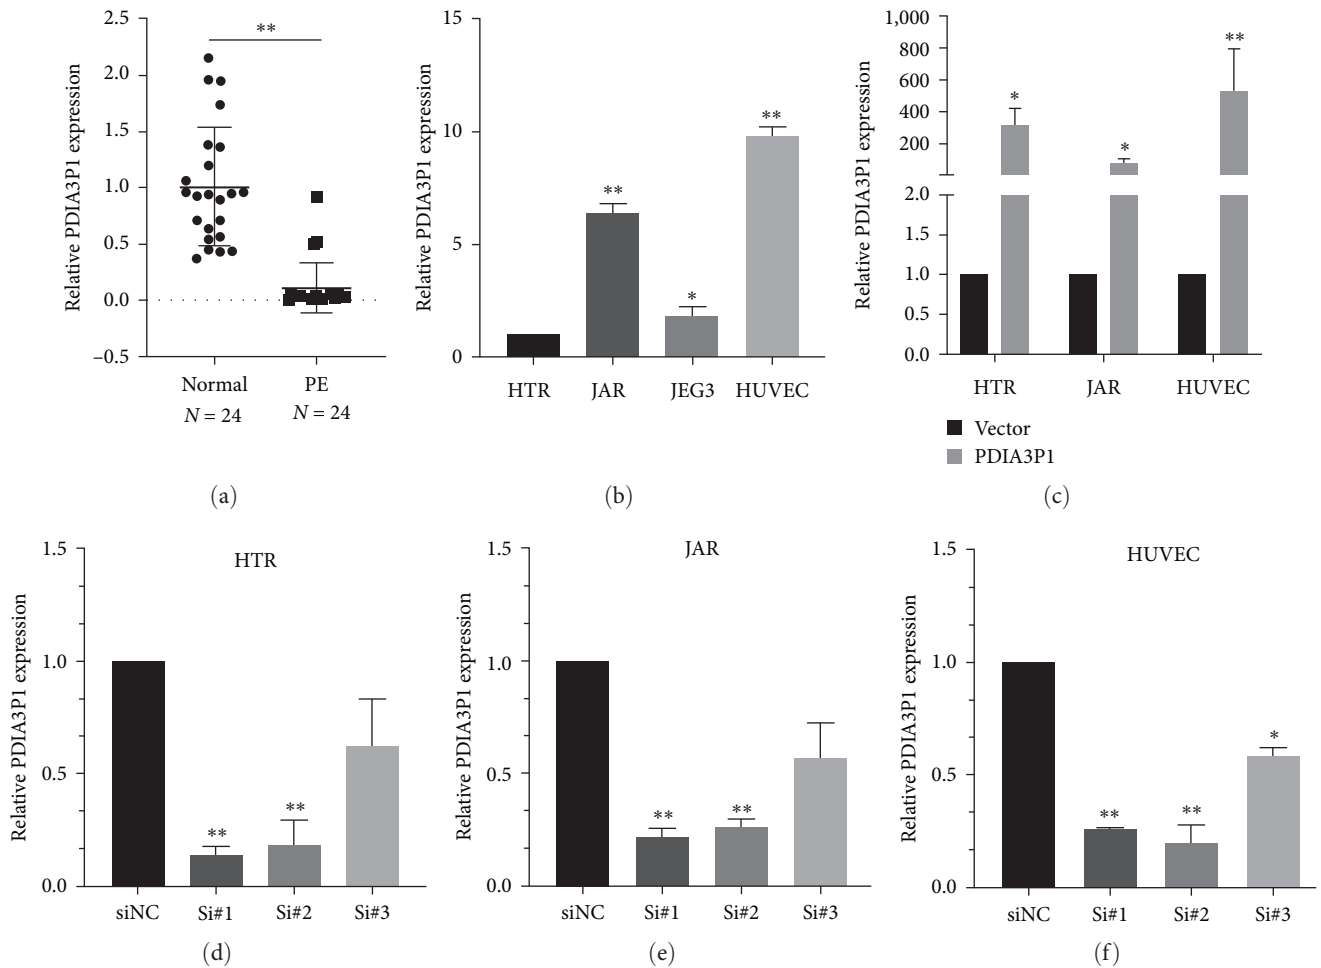 Relative PDIA3P1 expression
2.5
2.0
1.5
1.0
0.5
0.0
–0.5
**
Normal
N = 24
PE
N = 24
(a)
Relative PDIA3P1 expression
15
10
5
0
**
*
**
HTR JAR JEG3 HUVEC
(b)
Relative PDIA3P1 expression
1,000
800
600
400
200
2.0
1.5
1.0
0.5
0.0
*
*
**
HTR JAR HUVEC
Vector
PDIA3P1
(c)
HTR
Relative PDIA3P1 expression
1.5
1.0
0.5
0.0
**
**
siNC Si#1 Si#2 Si#3
(d)
JAR
Relative PDIA3P1 expression
1.5
1.0
0.5
0.0
**
**
siNC Si#1 Si#2 Si#3
(e)
HUVEC
Relative PDIA3P1 expression
1.5
1.0
0.5
0.0
**
**
*
siNC Si#1 Si#2 Si#3
(f)